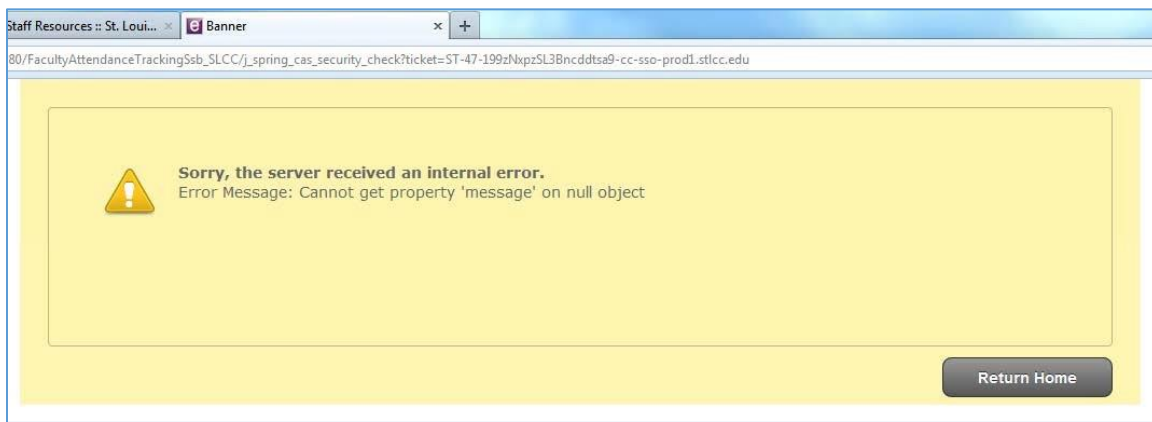 Staff Resources :: St. Loui... × Banner × +
80/FacultyAttendanceTrackingSsb_SLCC/j_spring_cas_security_check?ticket=ST-47-199zNxpzSL3Bncddtsa9-cc-sso-prod1.stlcc.edu
Sorry, the server received an internal error.
Error Message: Cannot get property 'message' on null object
Return Home